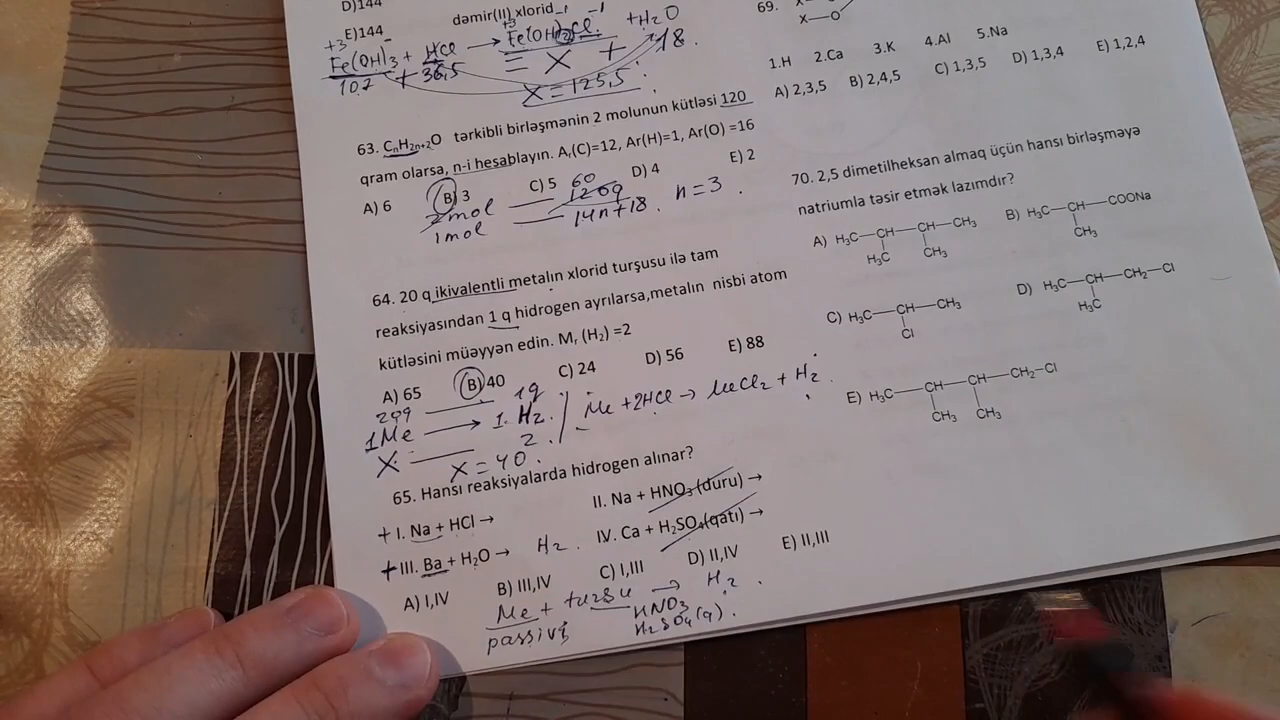 D)144
dəmir(II) xlorid
E)144
+3 +3 -1
Fe(OH)3 + HCl → Fe(OH)2Cl + H2O
107 + 36,5 = X + 18.
X = 125,5
63. CnH2n+2O tərkibli birləşmənin 2 molunun kütləsi 120
qram olarsa, n-i hesablayın. Ar(C)=12, Ar(H)=1, Ar(O) =16
A) 6 B) 3 C) 5 D) 4 E) 2
2mol 120q 60
1mol 14n+18. n = 3.
64. 20 q ikivalentli metalın xlorid turşusu ilə tam
reaksiyasından 1 q hidrogen ayrılarsa,metalın nisbi atom
kütləsini müəyyən edin. Mr (H2) =2
A) 65 B) 40 C) 24 D) 56 E) 88
20q 1q
1Me → 1. H2. Me + 2HCl → MeCl2 + H2.
X. 2.
X = 40.
65. Hansı reaksiyalarda hidrogen alınar?
+ I. Na + HCl → II. Na + HNO3 (duru) →
+ III. Ba + H2O → H2. IV. Ca + H2SO4(qatı) →
A) I,IV B) III,IV C) I,III D) II,IV E) II,III
Me + turşu → H2.
passivi HNO3
H2SO4(q).
69.
X—O
1.H 2.Ca 3.K 4.Al 5.Na
A) 2,3,5 B) 2,4,5 C) 1,3,5 D) 1,3,4 E) 1,2,4
70. 2,5 dimetilheksan almaq üçün hansı birləşməyə
natriumla təsir etmək lazımdır?
A) H3C—CH—CH—CH3 B) H3C—CH—COONa
H3C CH3 CH3
C) H3C—CH—CH3 D) H3C—CH—CH2—Cl
Cl H3C
E) H3C—CH—CH—CH2—Cl
CH3 CH3